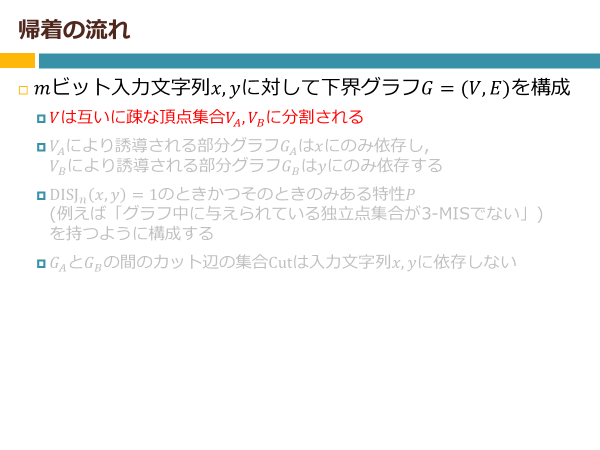 帰着の流れ
mビット入力文字列x, yに対して下界グラフG = (V, E)を構成
Vは互いに疎な頂点集合V_A, V_Bに分割される
V_Aにより誘導される部分グラフG_Aはxにのみ依存し,
V_Bにより誘導される部分グラフG_Bはyにのみ依存する
DISJ_n(x, y) = 1のときかつそのときのみある特性P
(例えば「グラフ中に与えられている独立点集合が3-MISでない」)
を持つように構成する
G_AとG_Bの間のカット辺の集合Cutは入力文字列x, yに依存しない